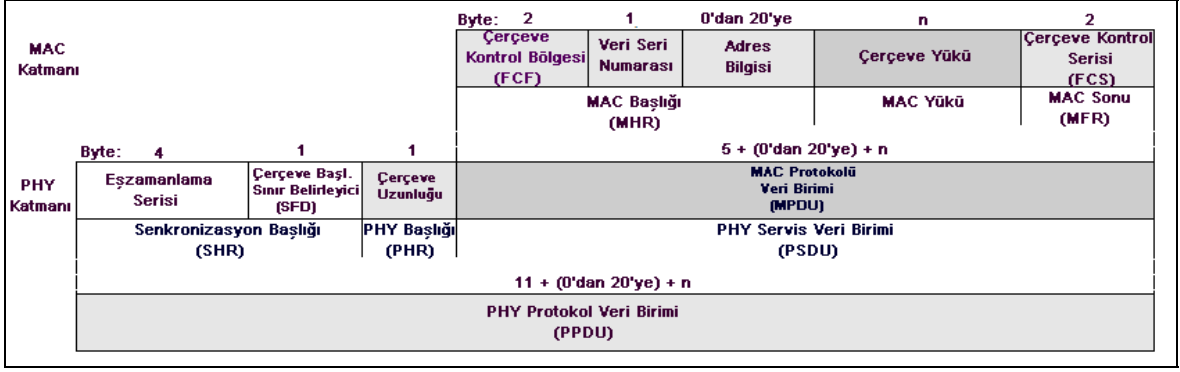 Byte: 2 1 0'dan 20'ye n 2
MAC
Katmanı
Çerçeve
Kontrol Bölgesi
(FCF)
Veri Seri
Numarası
Adres
Bilgisi
Çerçeve Yükü
Çerçeve Kontrol
Serisi
(FCS)
MAC Başlığı
(MHR)
MAC Yükü
MAC Sonu
(MFR)
Byte: 4 1 1 5 + (0'dan 20'ye) + n
PHY
Katmanı
Eşzamanlama
Serisi
Çerçeve Başl.
Sınır Belirleyici
(SFD)
Çerçeve
Uzunluğu
MAC Protokolü
Veri Birimi
(MPDU)
Senkronizasyon Başlığı
(SHR)
PHY Başlığı
(PHR)
PHY Servis Veri Birimi
(PSDU)
11 + (0'dan 20'ye) + n
PHY Protokol Veri Birimi
(PPDU)